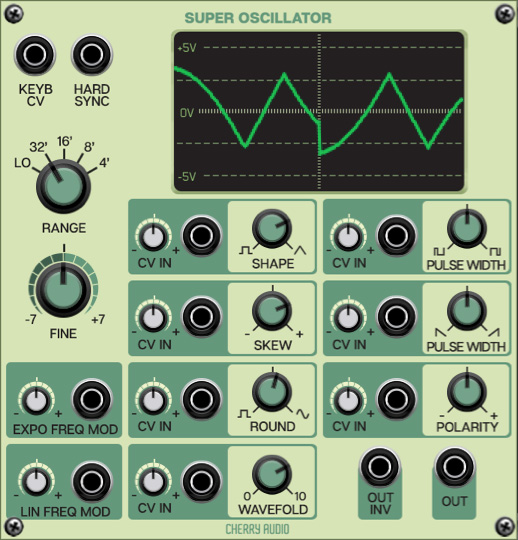 SUPER OSCILLATOR
KEYB
CV
HARD
SYNC
+5V
0V
-5V
LO 32' 16' 8' 4'
RANGE
-7 +7
FINE
- + CV IN
SHAPE
- + CV IN
PULSE WIDTH
- + CV IN
- +
SKEW
- + CV IN
PULSE WIDTH
- +
EXPO FREQ MOD
- + CV IN
ROUND
- + CV IN
- +
POLARITY
- +
LIN FREQ MOD
- + CV IN
0 10
WAVEFOLD
OUT
INV
OUT
CHERRY AUDIO